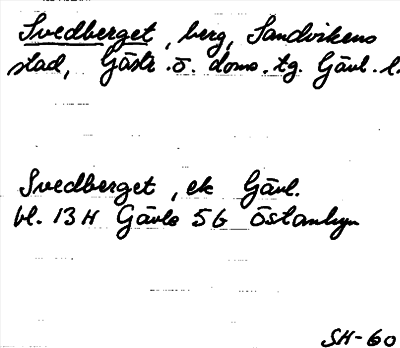 Svedberget, berg, Sandvikens
stad, Gästr. ö. doms. tg. Gävl. l.
Svedberget, ek Gävl.
bl. 13 H Gävle 5 G Östanbyn
SH-60